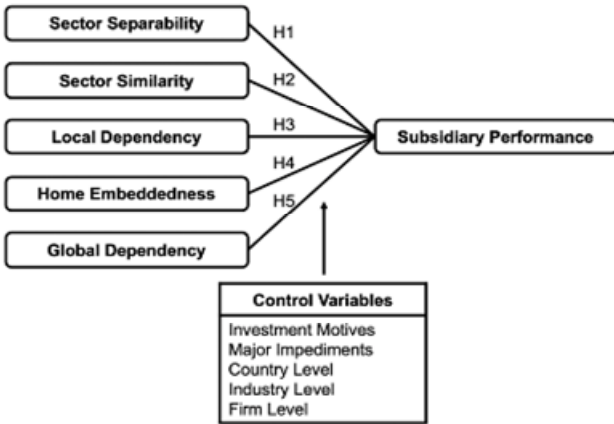 Sector Separability
H1
Sector Similarity
H2
Local Dependency
H3
Subsidiary Performance
Home Embeddedness
H4
Global Dependency
H5
Control Variables
Investment Motives
Major Impediments
Country Level
Industry Level
Firm Level